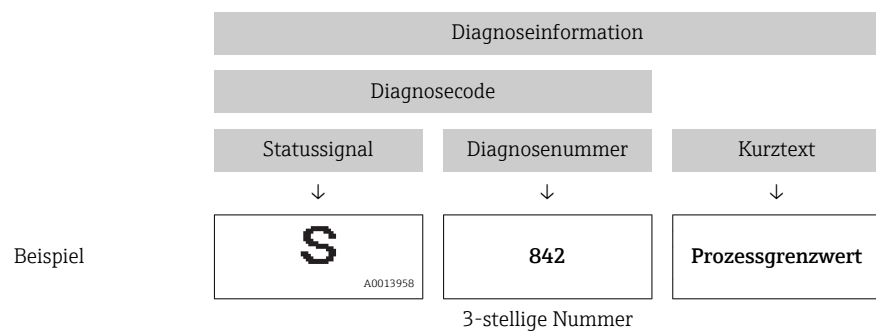 Diagnoseinformation
Diagnosecode
Statussignal Diagnosenummer Kurztext
↓ ↓ ↓
Beispiel S 842 Prozessgrenzwert
A0013958
3-stellige Nummer